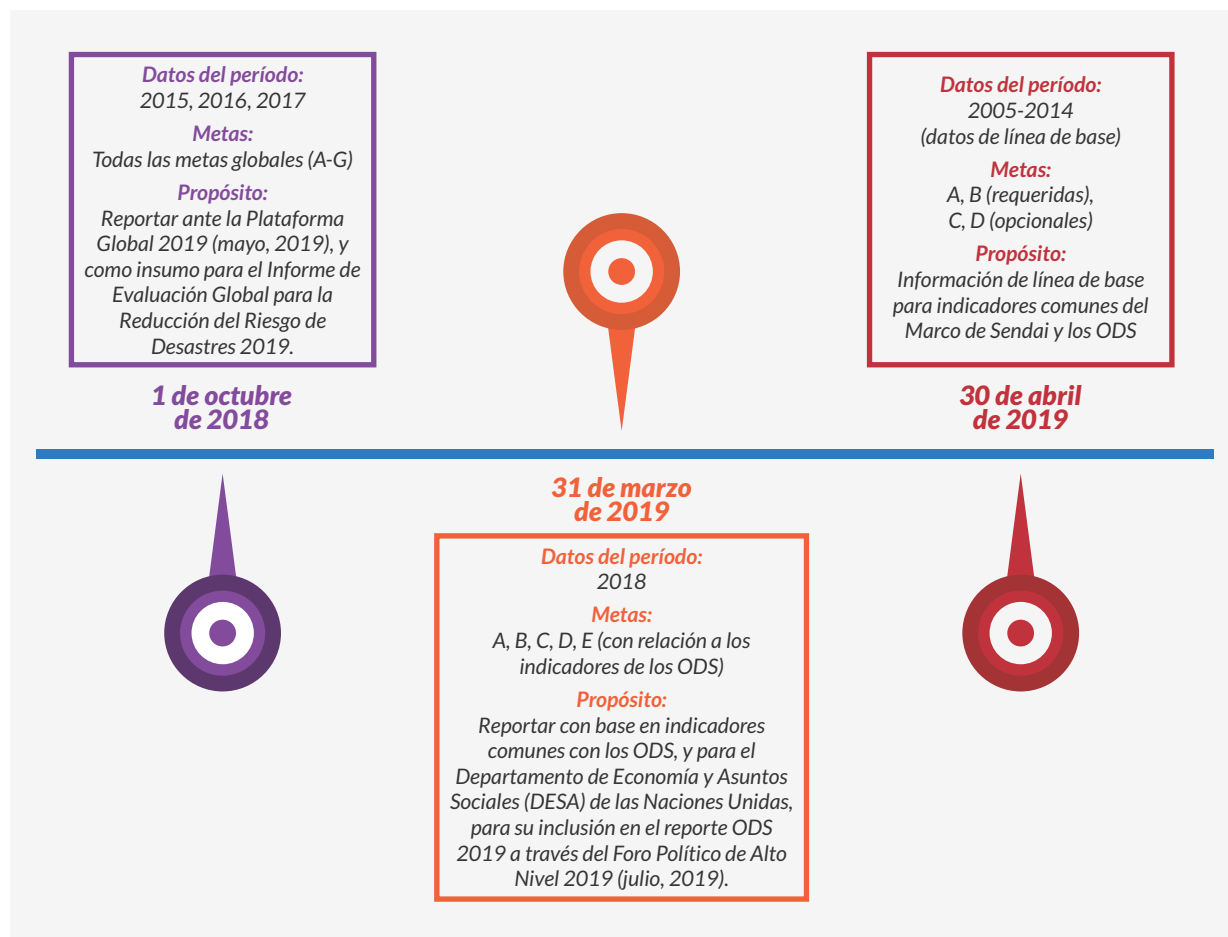 Datos del período:
2015, 2016, 2017
Metas:
Todas las metas globales (A-G)
Propósito:
Reportar ante la Plataforma
Global 2019 (mayo, 2019), y
como insumo para el Informe de
Evaluación Global para la
Reducción del Riesgo de
Desastres 2019.
1 de octubre
de 2018
31 de marzo
de 2019
Datos del período:
2018
Metas:
A, B, C, D, E (con relación a los
indicadores de los ODS)
Propósito:
Reportar con base en indicadores
comunes con los ODS, y para el
Departamento de Economía y Asuntos
Sociales (DESA) de las Naciones Unidas,
para su inclusión en el reporte ODS
2019 a través del Foro Político de Alto
Nivel 2019 (julio, 2019).
Datos del período:
2005-2014
(datos de línea de base)
Metas:
A, B (requeridas),
C, D (opcionales)
Propósito:
Información de línea de base
para indicadores comunes del
Marco de Sendai y los ODS
30 de abril
de 2019